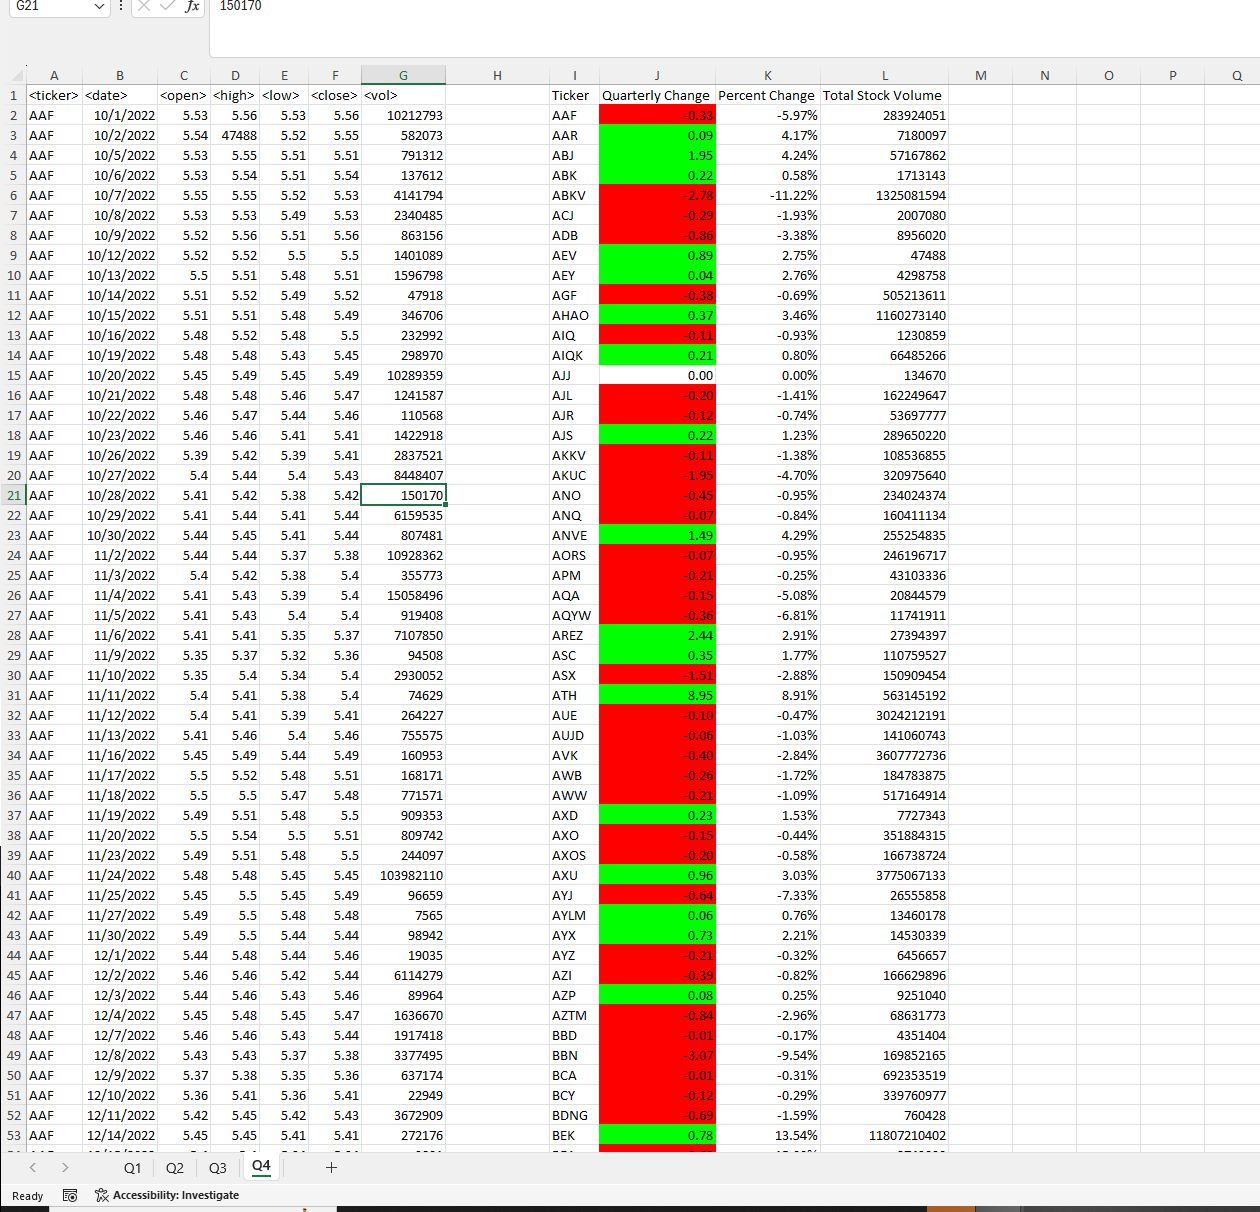 G21 fx 150170
A B C D E F G H I J K L M N O P Q
1 <ticker> <date> <open> <high> <low> <close> <vol> Ticker Quarterly Change Percent Change Total Stock Volume
2 AAF 10/1/2022 5.53 5.56 5.53 5.56 10212793 AAF -0.33 -5.97% 283924051
3 AAF 10/2/2022 5.54 47488 5.52 5.55 582073 AAR 0.09 4.17% 7180097
4 AAF 10/5/2022 5.53 5.55 5.51 5.51 791312 ABJ 1.95 4.24% 57167862
5 AAF 10/6/2022 5.53 5.54 5.51 5.54 137612 ABK 0.22 0.58% 1713143
6 AAF 10/7/2022 5.55 5.55 5.52 5.53 4141794 ABKV -2.78 -11.22% 1325081594
7 AAF 10/8/2022 5.53 5.53 5.49 5.53 2340485 ACJ -0.29 -1.93% 2007080
8 AAF 10/9/2022 5.52 5.56 5.51 5.56 863156 ADB -0.86 -3.38% 8956020
9 AAF 10/12/2022 5.52 5.52 5.5 5.5 1401089 AEV 0.89 2.75% 47488
10 AAF 10/13/2022 5.5 5.51 5.48 5.51 1596798 AEY 0.04 2.76% 4298758
11 AAF 10/14/2022 5.51 5.52 5.49 5.52 47918 AGF -0.38 -0.69% 505213611
12 AAF 10/15/2022 5.51 5.51 5.48 5.49 346706 AHAO 0.37 3.46% 1160273140
13 AAF 10/16/2022 5.48 5.52 5.48 5.5 232992 AIQ -0.11 -0.93% 1230859
14 AAF 10/19/2022 5.48 5.48 5.43 5.45 298970 AIQK 0.21 0.80% 66485266
15 AAF 10/20/2022 5.45 5.49 5.45 5.49 10289359 AJJ 0.00 0.00% 134670
16 AAF 10/21/2022 5.48 5.48 5.46 5.47 1241587 AJL -0.20 -1.41% 162249647
17 AAF 10/22/2022 5.46 5.47 5.44 5.46 110568 AJR -0.12 -0.74% 53697777
18 AAF 10/23/2022 5.46 5.46 5.41 5.41 1422918 AJS 0.22 1.23% 289650220
19 AAF 10/26/2022 5.39 5.42 5.39 5.41 2837521 AKKV -0.11 -1.38% 108536855
20 AAF 10/27/2022 5.4 5.44 5.4 5.43 8448407 AKUC -1.95 -4.70% 320975640
21 AAF 10/28/2022 5.41 5.42 5.38 5.42 150170 ANO -0.45 -0.95% 234024374
22 AAF 10/29/2022 5.41 5.44 5.41 5.44 6159535 ANQ -0.07 -0.84% 160411134
23 AAF 10/30/2022 5.44 5.45 5.41 5.44 807481 ANVE 1.49 4.29% 255254835
24 AAF 11/2/2022 5.44 5.44 5.37 5.38 10928362 AORS -0.07 -0.95% 246196717
25 AAF 11/3/2022 5.4 5.42 5.38 5.4 355773 APM -0.21 -0.25% 43103336
26 AAF 11/4/2022 5.41 5.43 5.39 5.4 15058496 AQA -0.15 -5.08% 20844579
27 AAF 11/5/2022 5.41 5.43 5.4 5.4 919408 AQYW -0.36 -6.81% 11741911
28 AAF 11/6/2022 5.41 5.41 5.35 5.37 7107850 AREZ 2.44 2.91% 27394397
29 AAF 11/9/2022 5.35 5.37 5.32 5.36 94508 ASC 0.35 1.77% 110759527
30 AAF 11/10/2022 5.35 5.4 5.34 5.4 2930052 ASX -1.51 -2.88% 150909454
31 AAF 11/11/2022 5.4 5.41 5.38 5.4 74629 ATH 8.95 8.91% 563145192
32 AAF 11/12/2022 5.4 5.41 5.39 5.41 264227 AUE -0.10 -0.47% 3024212191
33 AAF 11/13/2022 5.41 5.46 5.4 5.46 755575 AUJD -0.06 -1.03% 141060743
34 AAF 11/16/2022 5.45 5.49 5.44 5.49 160953 AVK -0.40 -2.84% 3607772736
35 AAF 11/17/2022 5.5 5.52 5.48 5.51 168171 AWB -0.26 -1.72% 184783875
36 AAF 11/18/2022 5.5 5.5 5.47 5.48 771571 AWW -0.21 -1.09% 517164914
37 AAF 11/19/2022 5.49 5.51 5.48 5.5 909353 AXD 0.23 1.53% 7727343
38 AAF 11/20/2022 5.5 5.54 5.5 5.51 809742 AXO -0.15 -0.44% 351884315
39 AAF 11/23/2022 5.49 5.51 5.48 5.5 244097 AXOS -0.20 -0.58% 166738724
40 AAF 11/24/2022 5.48 5.48 5.45 5.45 103982110 AXU 0.96 3.03% 3775067133
41 AAF 11/25/2022 5.45 5.5 5.45 5.49 96659 AYJ -0.64 -7.33% 26555858
42 AAF 11/27/2022 5.49 5.5 5.48 5.48 7565 AYLM 0.06 0.76% 13460178
43 AAF 11/30/2022 5.49 5.5 5.44 5.44 98942 AYX 0.73 2.21% 14530339
44 AAF 12/1/2022 5.44 5.48 5.44 5.46 19035 AYZ -0.21 -0.32% 6456657
45 AAF 12/2/2022 5.46 5.46 5.42 5.44 6114279 AZI -0.39 -0.82% 166629896
46 AAF 12/3/2022 5.44 5.46 5.43 5.46 89964 AZP 0.08 0.25% 9251040
47 AAF 12/4/2022 5.45 5.48 5.45 5.47 1636670 AZTM -0.84 -2.96% 68631773
48 AAF 12/7/2022 5.46 5.46 5.43 5.44 1917418 BBD -0.01 -0.17% 4351404
49 AAF 12/8/2022 5.43 5.43 5.37 5.38 3377495 BBN -3.07 -9.54% 169852165
50 AAF 12/9/2022 5.37 5.38 5.35 5.36 637174 BCA -0.01 -0.31% 692353519
51 AAF 12/10/2022 5.36 5.41 5.36 5.41 22949 BCY -0.12 -0.29% 339760977
52 AAF 12/11/2022 5.42 5.45 5.42 5.43 3672909 BDNG -0.69 -1.59% 760428
53 AAF 12/14/2022 5.45 5.45 5.41 5.41 272176 BEK 0.78 13.54% 11807210402
Q1 Q2 Q3 Q4 +
Ready Accessibility: Investigate